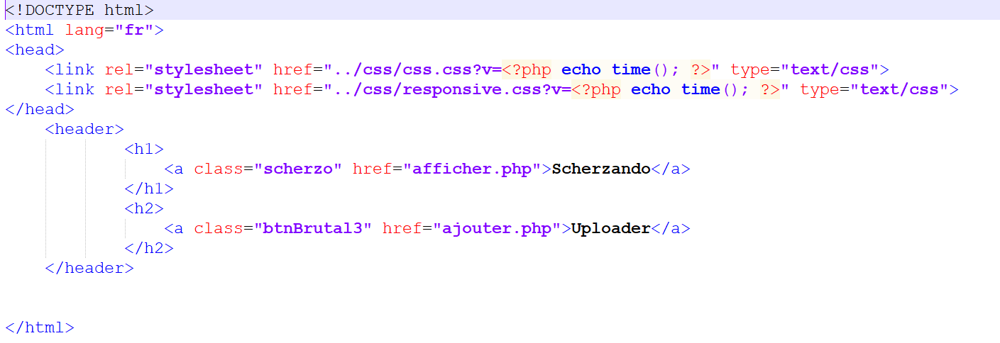 <!DOCTYPE html>
<html lang="fr">
<head>
    <link rel="stylesheet" href="../css/css.css?v=<?php echo time(); ?>" type="text/css">
    <link rel="stylesheet" href="../css/responsive.css?v=<?php echo time(); ?>" type="text/css">
</head>
    <header>
            <h1>
                <a class="scherzo" href="afficher.php">Scherzando</a>
            </h1>
            <h2>
                <a class="btnBrutal3" href="ajouter.php">Uploader</a>
            </h2>
    </header>
</html>